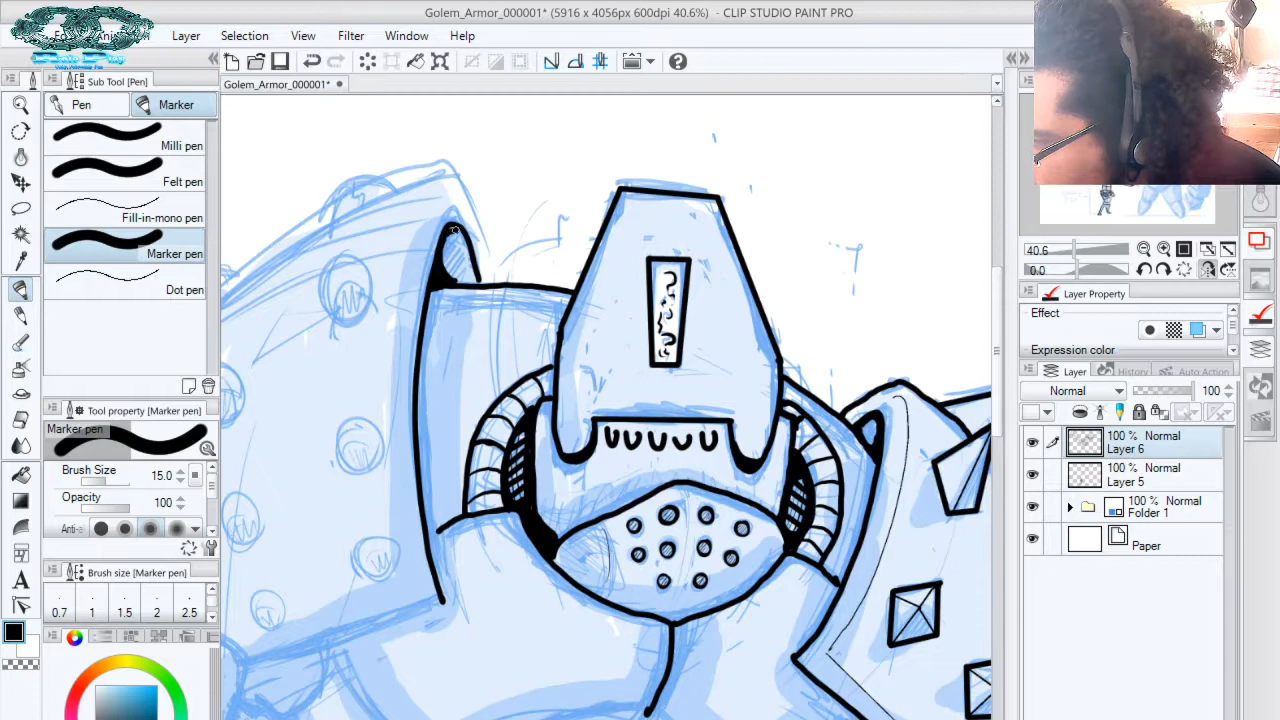 Golem_Armor_000001* (5916 x 4056px 600dpi 40.6%) - CLIP STUDIO PAINT PRO
Layer Selection View Filter Window Help
Sub Tool [Pen]
Golem_Armor_000001*
Pen Marker
Milli pen
Felt pen
Fill-in-mono pen
Marker pen
Dot pen
Tool property [Marker pen]
Marker pen
Brush Size 15.0
Opacity 100
Anti-a
Brush size [Marker pen]
0.7 1 1.5 2 2.5
40.6
0.0
Layer Property
Effect
Expression color
Layer History Auto Action
Normal 100
100 % Normal
Layer 6
100 % Normal
Layer 5
100 % Normal
Folder 1
Paper